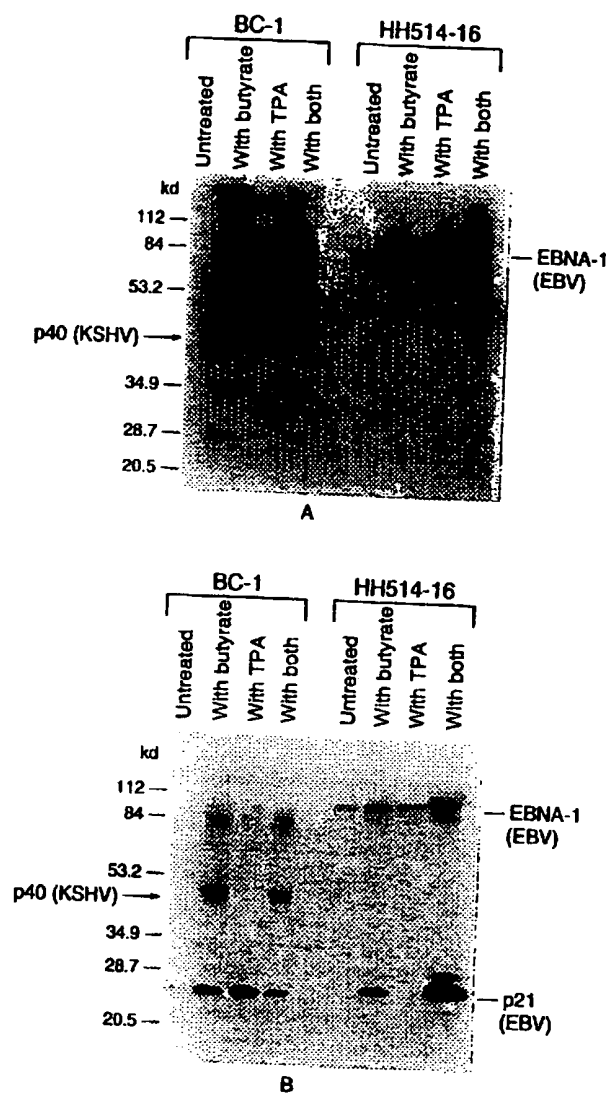 BC-1
HH514-16
Untreated
With butyrate
With TPA
With both
Untreated
With butyrate
With TPA
With both
kd
112
84
53.2
p40 (KSHV)
34.9
28.7
20.5
EBNA-1
(EBV)
A
BC-1
HH514-16
Untreated
With butyrate
With TPA
With both
Untreated
With butyrate
With TPA
With both
kd
112
84
53.2
p40 (KSHV)
34.9
28.7
20.5
EBNA-1
(EBV)
p21
(EBV)
B